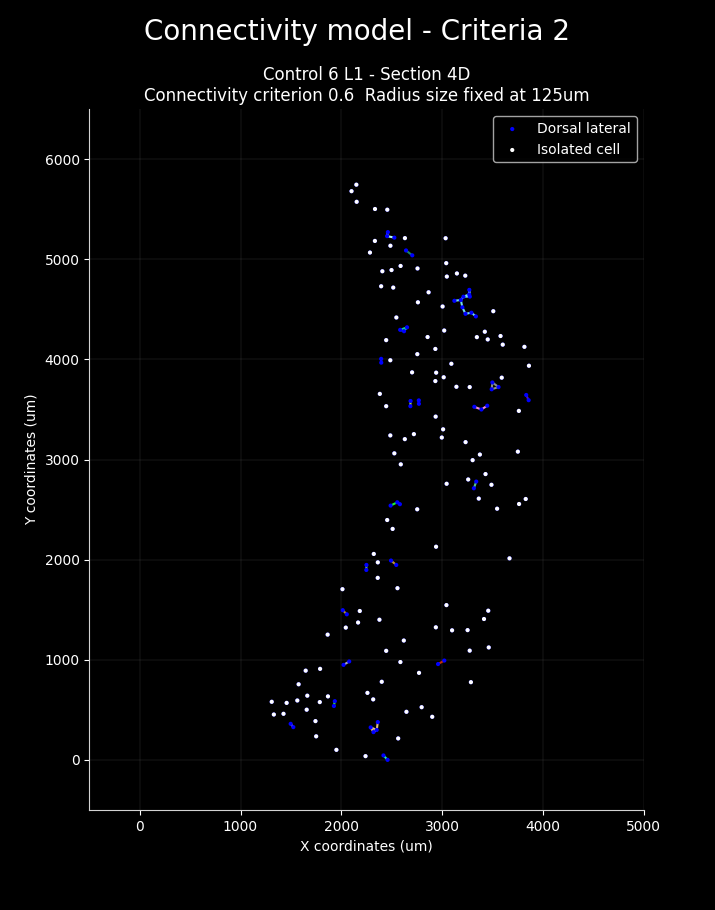 Connectivity model - Criteria 2
Control 6 L1 - Section 4D
Connectivity criterion 0.6  Radius size fixed at 125um
Dorsal lateral
Isolated cell
6000
5000
4000
3000
2000
1000
0
Y coordinates (um)
0 1000 2000 3000 4000 5000
X coordinates (um)